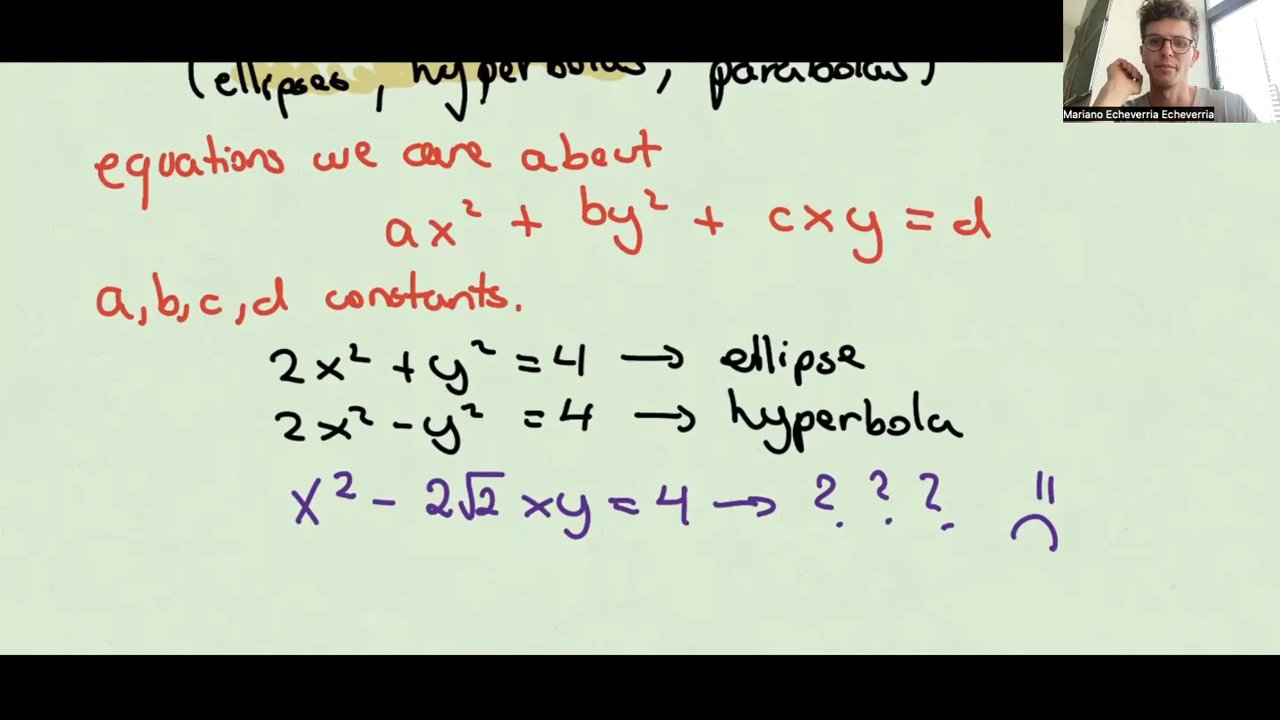 (ellipses, hyperbolas, parabolas)
Mariano Echeverria Echeverria
equations we care about
ax² + by² + cxy = d
a,b,c,d constants.
2x² + y² = 4 → ellipse
2x² - y² = 4 → hyperbola
x² - 2√2 xy = 4 → ? ? ?